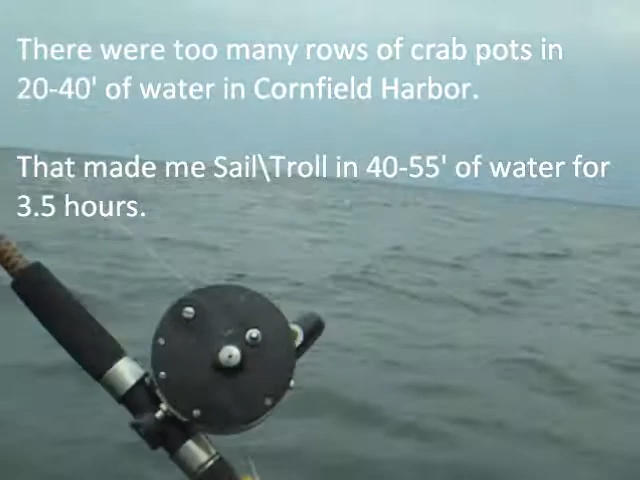 There were too many rows of crab pots in
20-40' of water in Cornfield Harbor.
That made me Sail\Troll in 40-55' of water for
3.5 hours.